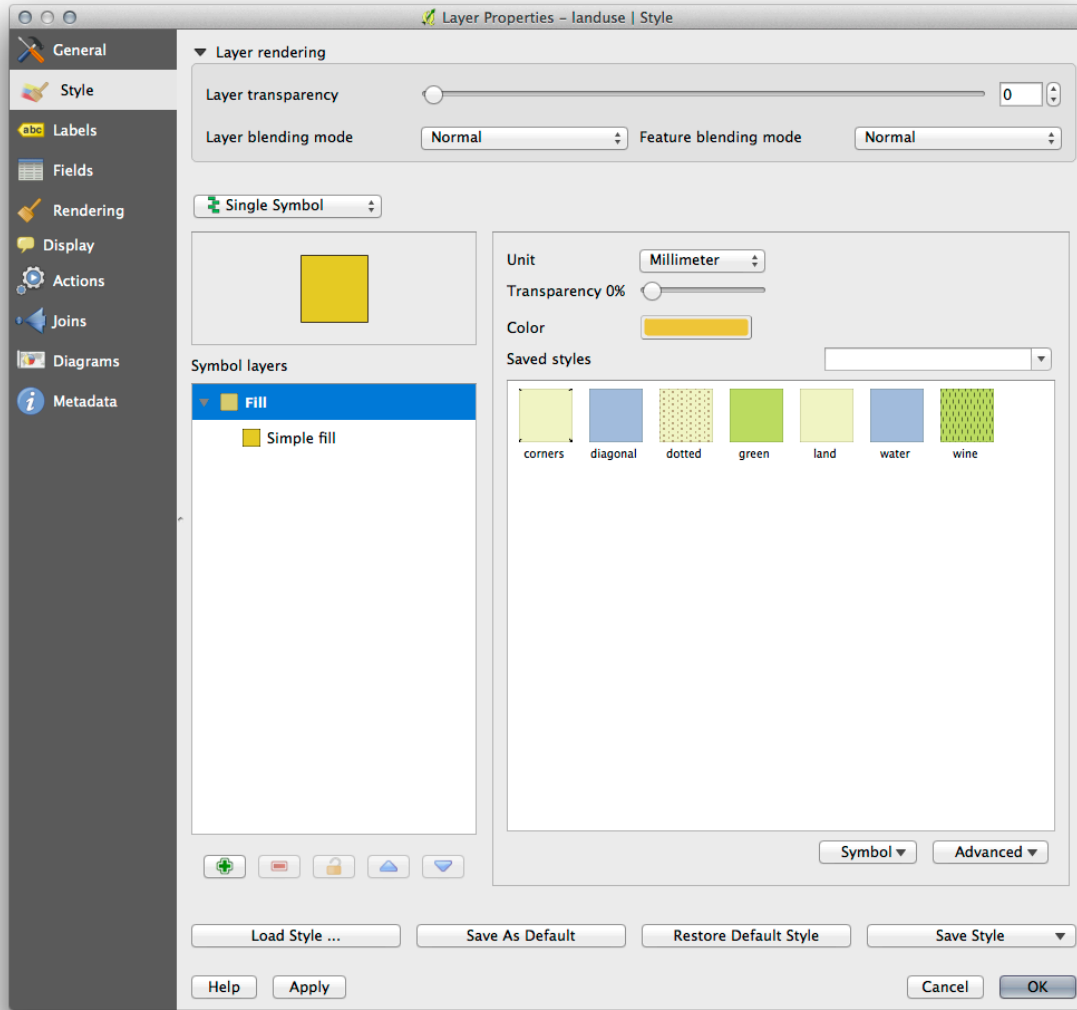 Layer Properties – landuse | Style
General
Style
abc Labels
Fields
Rendering
Display
Actions
Joins
Diagrams
Metadata
Layer rendering
Layer transparency 0
Layer blending mode Normal Feature blending mode Normal
Single Symbol
Symbol layers
Fill
Simple fill
Unit Millimeter
Transparency 0%
Color
Saved styles
corners diagonal dotted green land water wine
Symbol Advanced
Load Style ... Save As Default Restore Default Style Save Style
Help Apply Cancel OK